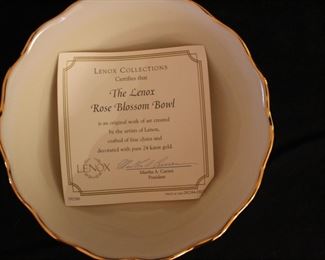 LENOX COLLECTIONS
Certifies that
The Lenox
Rose Blossom Bowl
is an original work of art created
by the artists of Lenox,
crafted of fine china and
decorated with pure 24 karat gold.
LENOX
Martha A. Curren
President